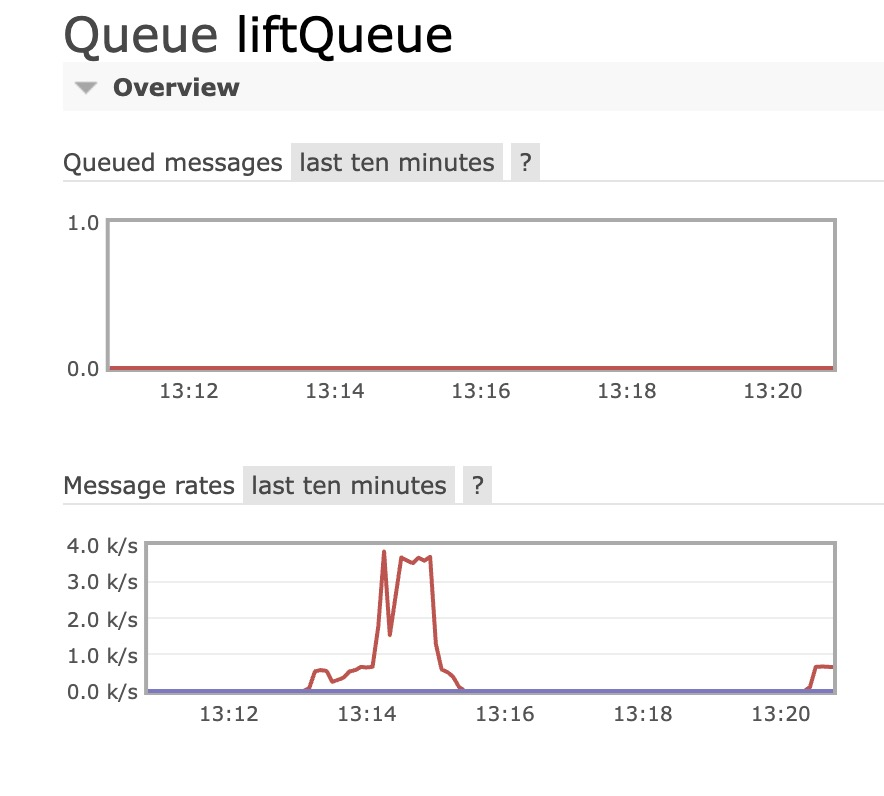 Queue liftQueue
Overview
Queued messages last ten minutes ?
1.0
0.0
13:12 13:14 13:16 13:18 13:20
Message rates last ten minutes ?
4.0 k/s
3.0 k/s
2.0 k/s
1.0 k/s
0.0 k/s
13:12 13:14 13:16 13:18 13:20